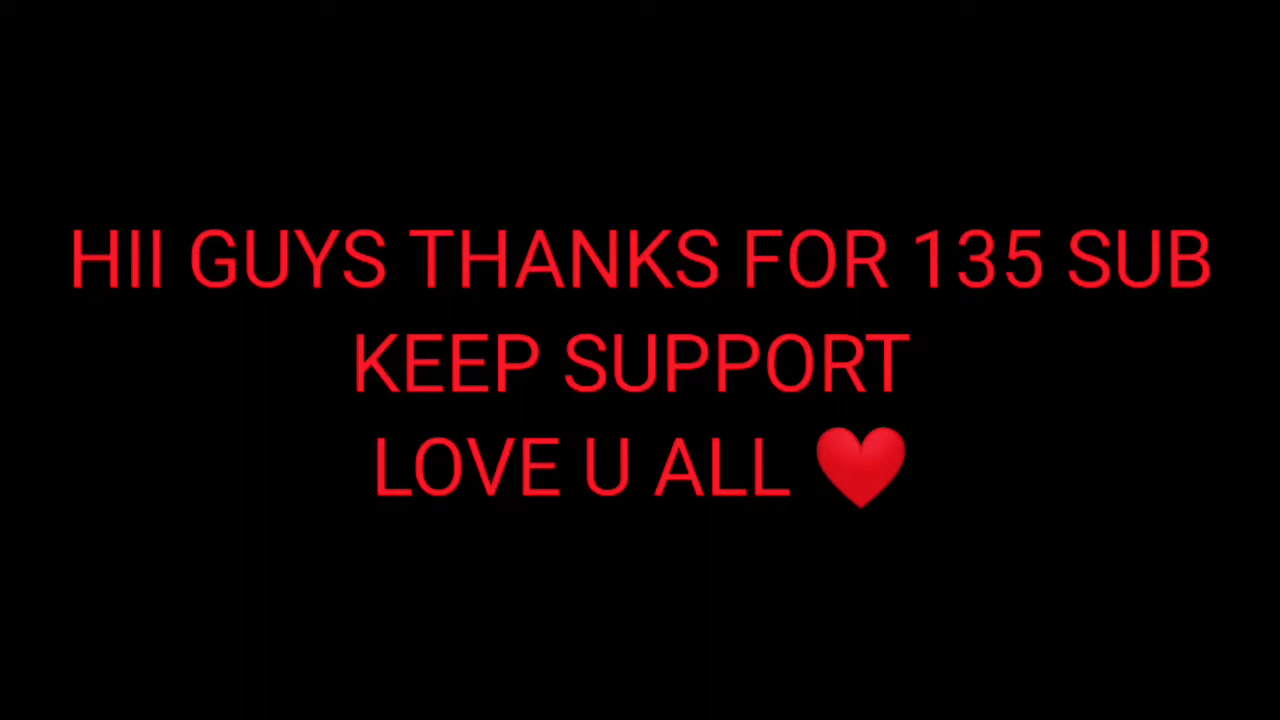 HII GUYS THANKS FOR 135 SUB
KEEP SUPPORT
LOVE U ALL ❤️